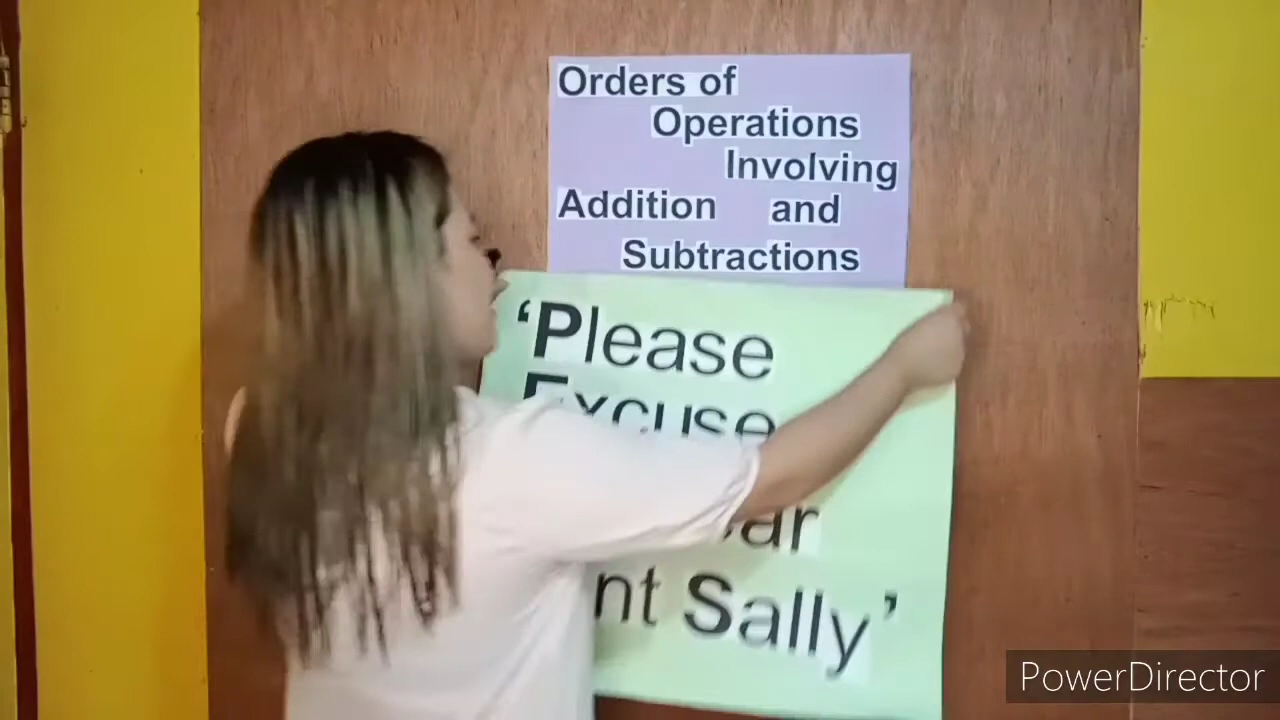 Orders of
Operations
Involving
Addition and
Subtractions
‘Please
Excuse
ar
nt Sally’
PowerDirector